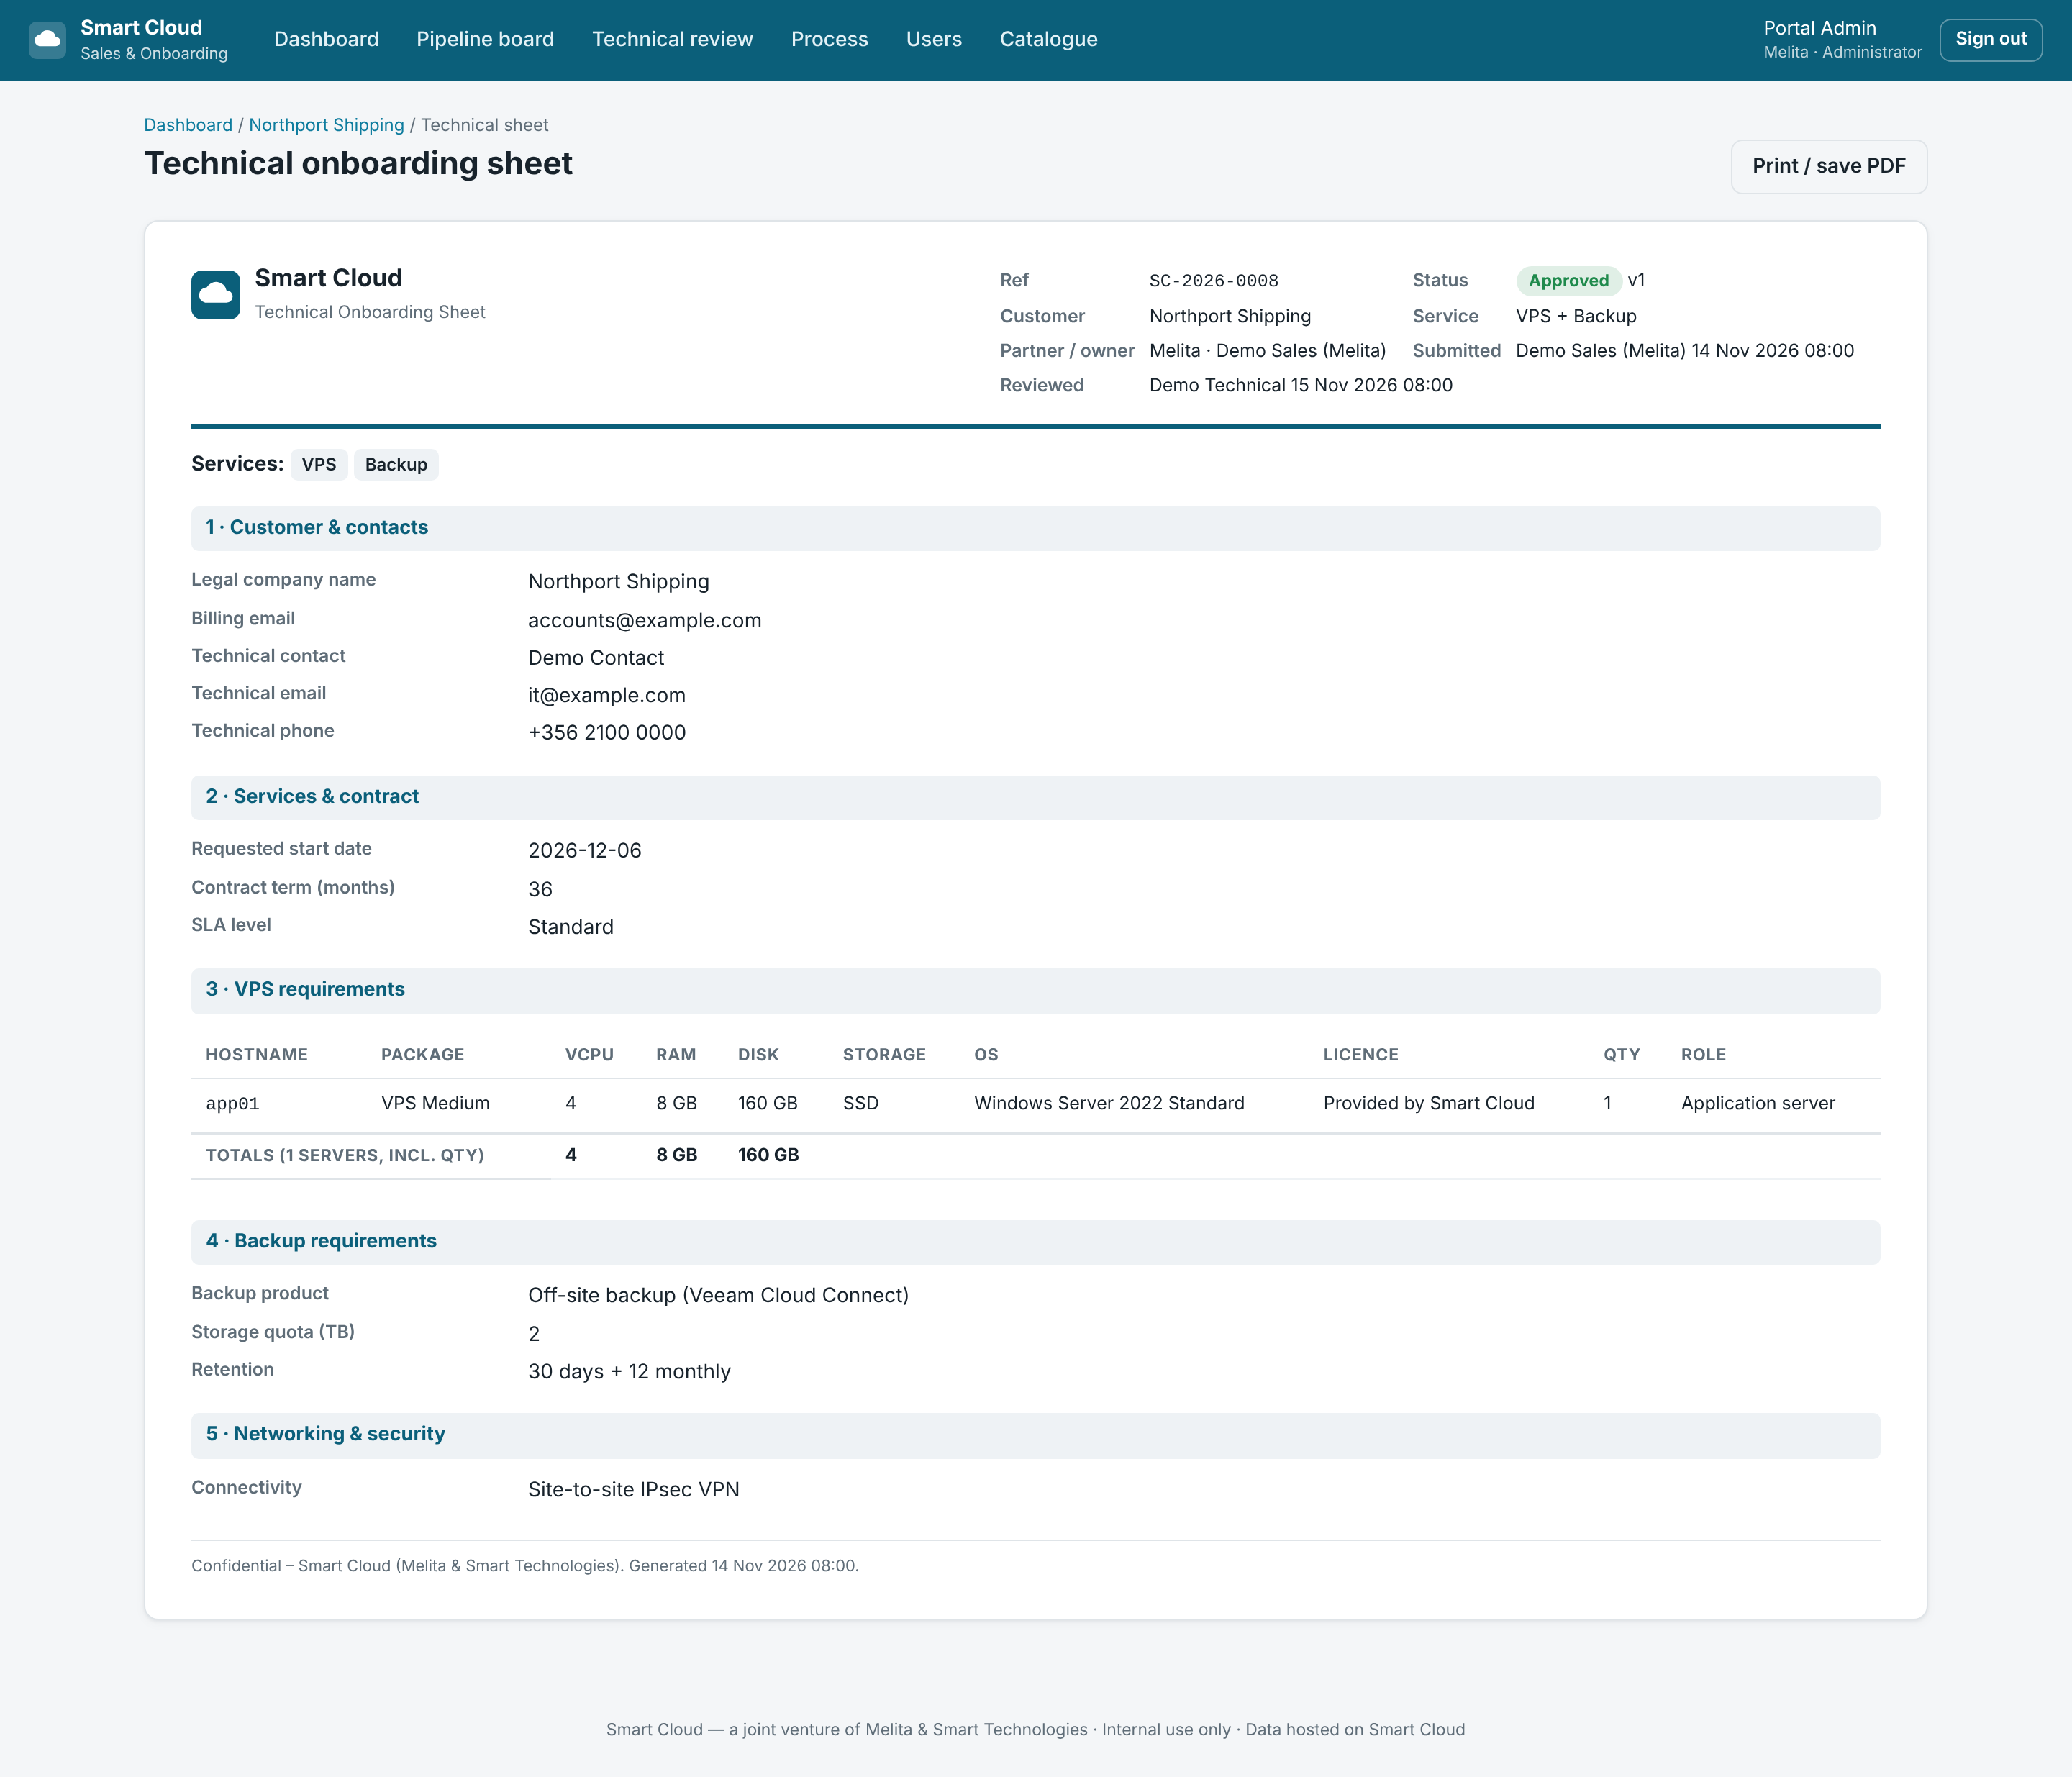 Smart Cloud
Sales & Onboarding
Dashboard Pipeline board Technical review Process Users Catalogue
Portal Admin
Melita · Administrator
Sign out
Dashboard / Northport Shipping / Technical sheet
Technical onboarding sheet
Print / save PDF
Smart Cloud
Technical Onboarding Sheet
Ref SC-2026-0008 Status Approved v1
Customer Northport Shipping Service VPS + Backup
Partner / owner Melita · Demo Sales (Melita) Submitted Demo Sales (Melita) 14 Nov 2026 08:00
Reviewed Demo Technical 15 Nov 2026 08:00
Services: VPS Backup
1 · Customer & contacts
Legal company name Northport Shipping
Billing email accounts@example.com
Technical contact Demo Contact
Technical email it@example.com
Technical phone +356 2100 0000
2 · Services & contract
Requested start date 2026-12-06
Contract term (months) 36
SLA level Standard
3 · VPS requirements
HOSTNAME PACKAGE VCPU RAM DISK STORAGE OS LICENCE QTY ROLE
app01 VPS Medium 4 8 GB 160 GB SSD Windows Server 2022 Standard Provided by Smart Cloud 1 Application server
TOTALS (1 SERVERS, INCL. QTY) 4 8 GB 160 GB
4 · Backup requirements
Backup product Off-site backup (Veeam Cloud Connect)
Storage quota (TB) 2
Retention 30 days + 12 monthly
5 · Networking & security
Connectivity Site-to-site IPsec VPN
Confidential – Smart Cloud (Melita & Smart Technologies). Generated 14 Nov 2026 08:00.
Smart Cloud — a joint venture of Melita & Smart Technologies · Internal use only · Data hosted on Smart Cloud